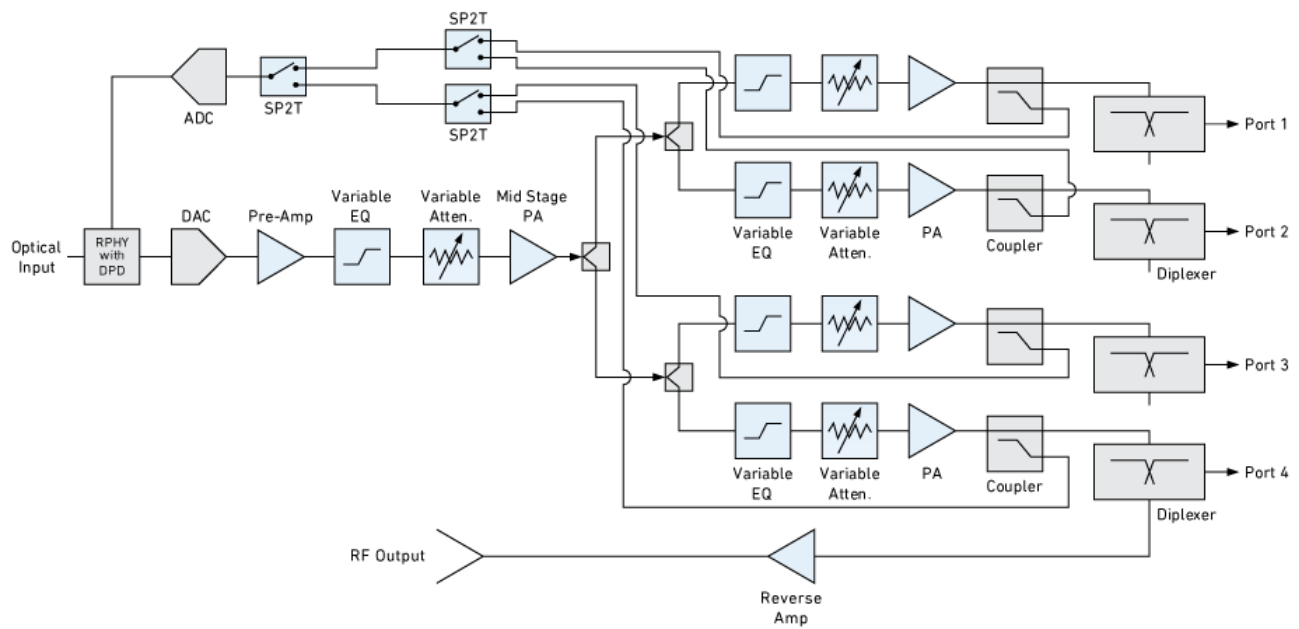 SP2T
SP2T
ADC
SP2T
Port 1
Variable
EQ
Variable
Atten.
Mid Stage
PA
DAC
Pre-Amp
Optical
Input
RPHY
with
DPD
Variable
EQ
Variable
Atten.
PA
Coupler
Port 2
Diplexer
Port 3
Variable
EQ
Variable
Atten.
PA
Coupler
Port 4
Diplexer
RF Output
Reverse
Amp